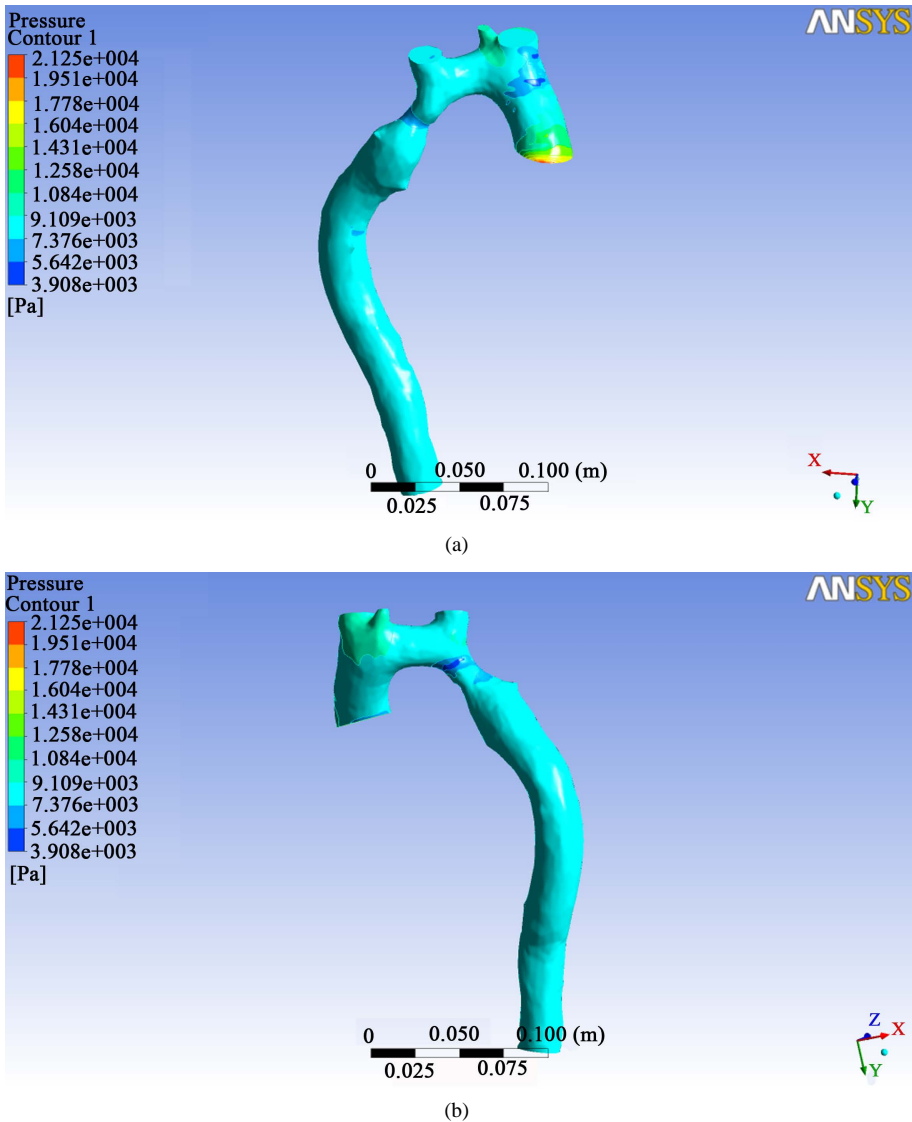 Pressure
Contour 1
2.125e+004
1.951e+004
1.778e+004
1.604e+004
1.431e+004
1.258e+004
1.084e+004
9.109e+003
7.376e+003
5.642e+003
3.908e+003
[Pa]
ANSYS
0 0.050 0.100 (m)
0.025 0.075
X
Y
(a)
Pressure
Contour 1
2.125e+004
1.951e+004
1.778e+004
1.604e+004
1.431e+004
1.258e+004
1.084e+004
9.109e+003
7.376e+003
5.642e+003
3.908e+003
[Pa]
ANSYS
0 0.050 0.100 (m)
0.025 0.075
Z X
Y
(b)